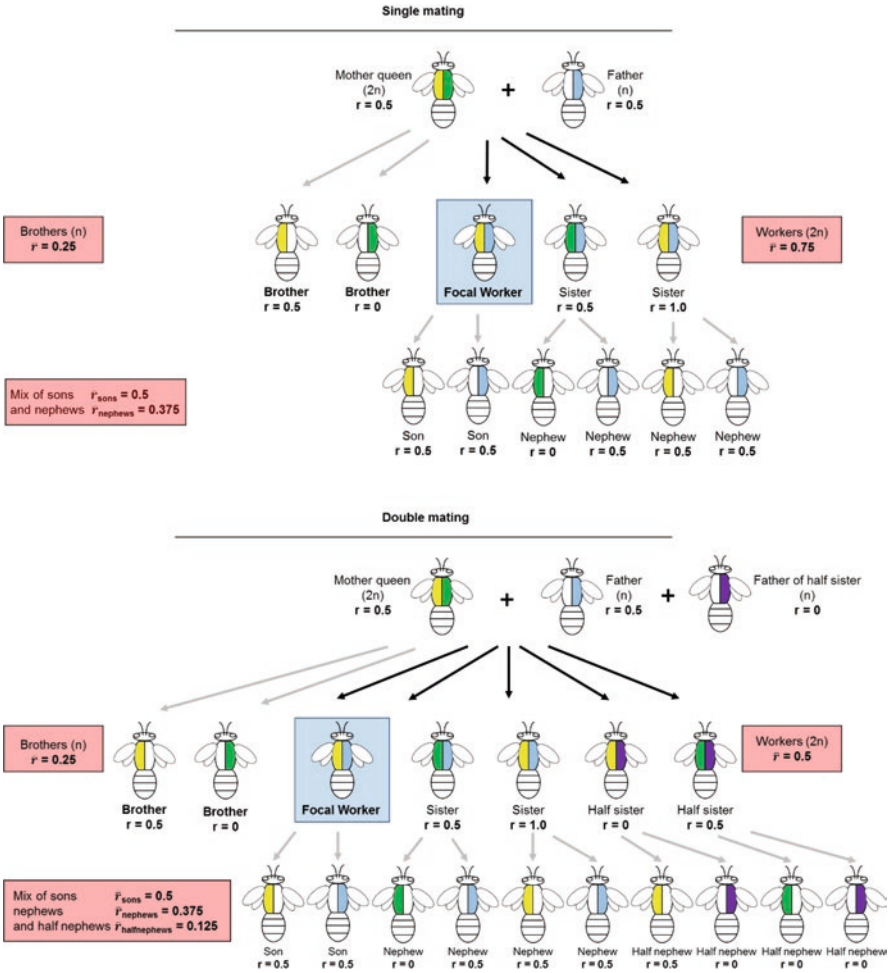 Single mating
Mother queen
(2n)
r = 0.5
+
Father
(n)
r = 0.5
Brothers (n)
r̄ = 0.25
Workers (2n)
r̄ = 0.75
Brother
r = 0.5
Brother
r = 0
Focal Worker
Sister
r = 0.5
Sister
r = 1.0
Mix of sons r̄sons = 0.5
and nephews r̄nephews = 0.375
Son
r = 0.5
Son
r = 0.5
Nephew
r = 0
Nephew
r = 0.5
Nephew
r = 0.5
Nephew
r = 0.5
Double mating
Mother queen
(2n)
r = 0.5
+
Father
(n)
r = 0.5
+
Father of half sister
(n)
r = 0
Brothers (n)
r̄ = 0.25
Workers (2n)
r̄ = 0.5
Brother
r = 0.5
Brother
r = 0
Focal Worker
Sister
r = 0.5
Sister
r = 1.0
Half sister
r = 0
Half sister
r = 0.5
Mix of sons r̄sons = 0.5
nephews r̄nephews = 0.375
and half nephews r̄halfnephews = 0.125
Son
r = 0.5
Son
r = 0.5
Nephew
r = 0
Nephew
r = 0.5
Nephew
r = 0.5
Nephew
r = 0.5
Half nephew
r = 0.5
Half nephew
r = 0
Half nephew
r = 0
Half nephew
r = 0